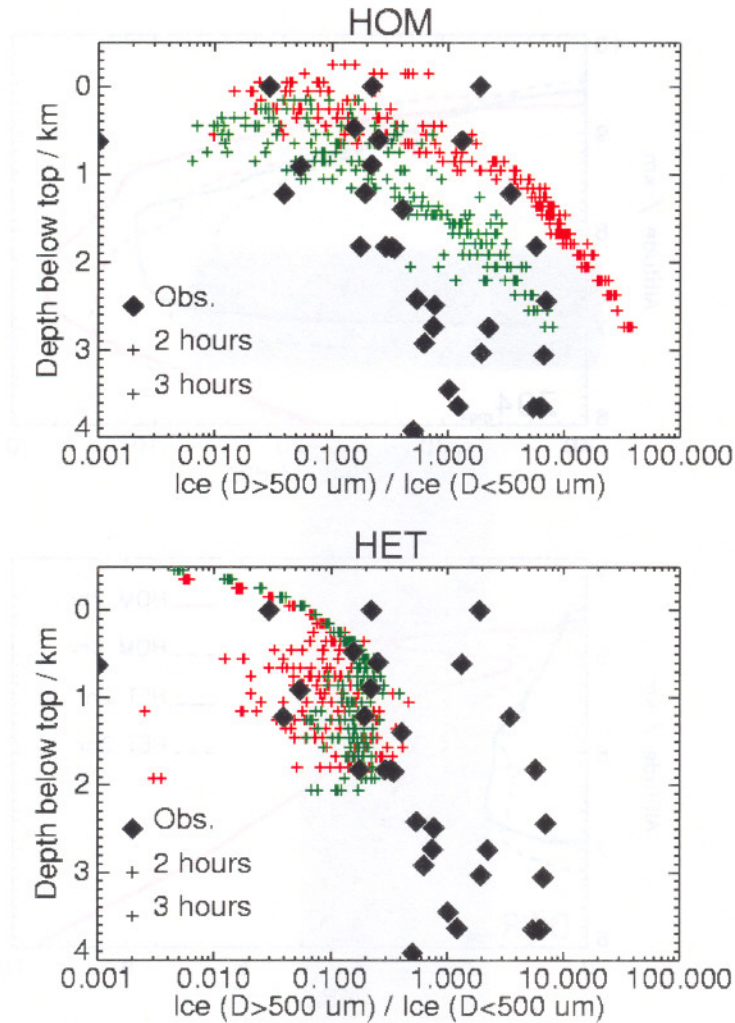 HOM
0
1
2
3
4
Depth below top / km
Obs.
2 hours
3 hours
0.001 0.010 0.100 1.000 10.000 100.000
Ice (D>500 um) / Ice (D<500 um)
HET
0
1
2
3
4
Depth below top / km
Obs.
2 hours
3 hours
0.001 0.010 0.100 1.000 10.000 100.000
Ice (D>500 um) / Ice (D<500 um)